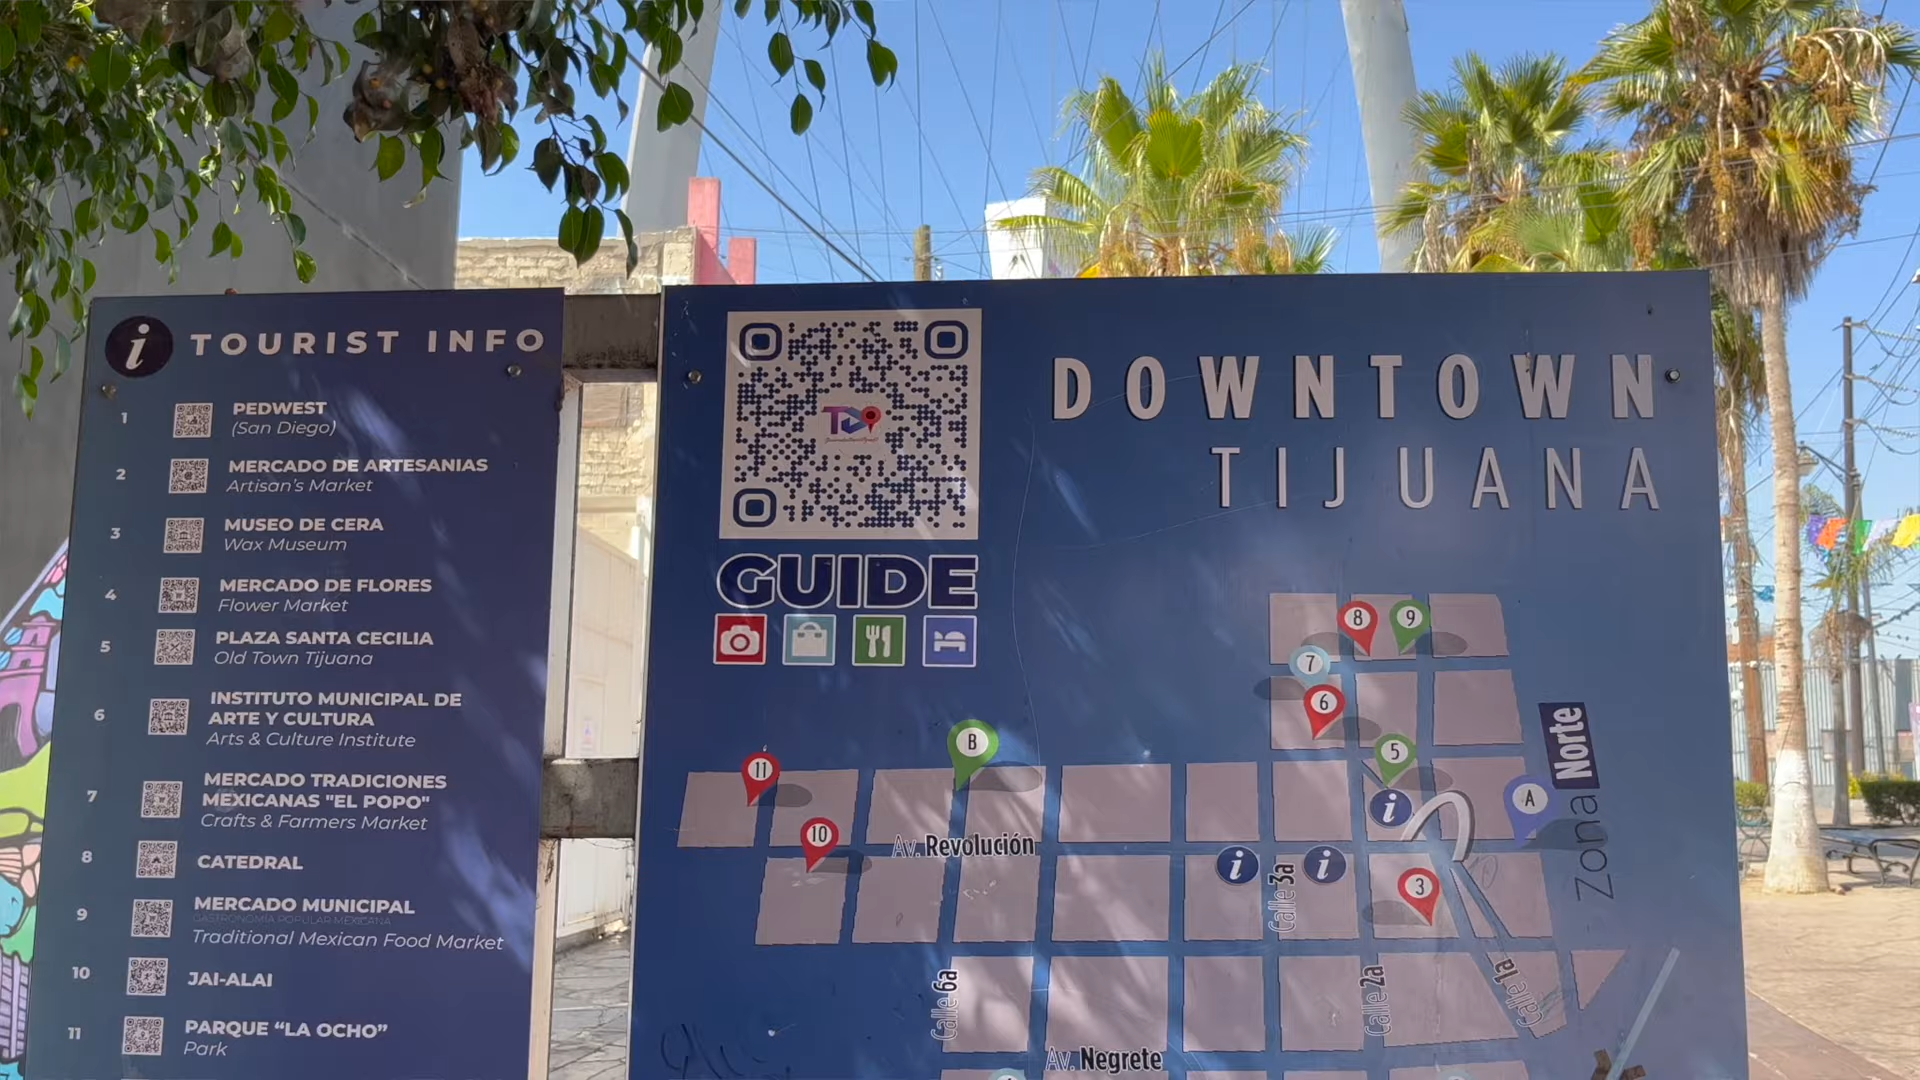 i TOURIST INFO
1 PEDWEST
(San Diego)
2 MERCADO DE ARTESANIAS
Artisan's Market
3 MUSEO DE CERA
Wax Museum
4 MERCADO DE FLORES
Flower Market
5 PLAZA SANTA CECILIA
Old Town Tijuana
6 INSTITUTO MUNICIPAL DE
ARTE Y CULTURA
Arts & Culture Institute
7 MERCADO TRADICIONES
MEXICANAS "EL POPO"
Crafts & Farmers Market
8 CATEDRAL
9 MERCADO MUNICIPAL
GASTRONOMÍA POPULAR MEXICANA
Traditional Mexican Food Market
10 JAI-ALAI
11 PARQUE “LA OCHO”
Park
GUIDE
DOWNTOWN
TIJUANA
8 9
7
6
5
B
11
10
i
A
Zona Norte
Av. Revolución
i
Calle 3a
i
3
Calle 6a
Calle 2a
Calle 1a
Av. Negrete